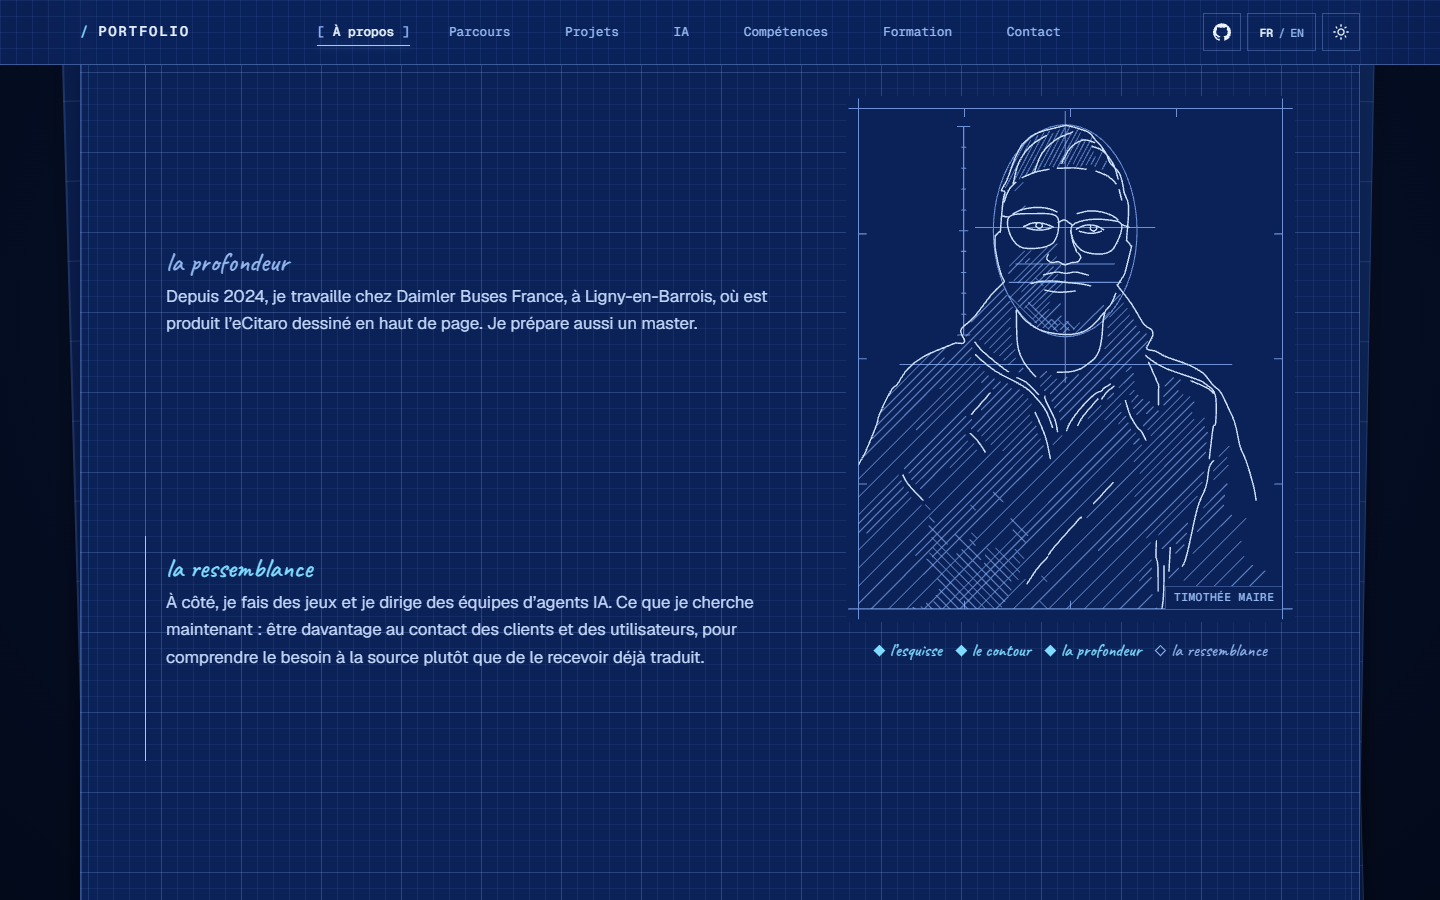 / PORTFOLIO
[ À propos ]
Parcours
Projets
IA
Compétences
Formation
Contact
FR / EN
la profondeur
Depuis 2024, je travaille chez Daimler Buses France, à Ligny-en-Barrois, où est
produit l’eCitaro dessiné en haut de page. Je prépare aussi un master.
la ressemblance
À côté, je fais des jeux et je dirige des équipes d’agents IA. Ce que je cherche
maintenant : être davantage au contact des clients et des utilisateurs, pour
comprendre le besoin à la source plutôt que de le recevoir déjà traduit.
TIMOTHÉE MAIRE
l’esquisse
le contour
la profondeur
la ressemblance